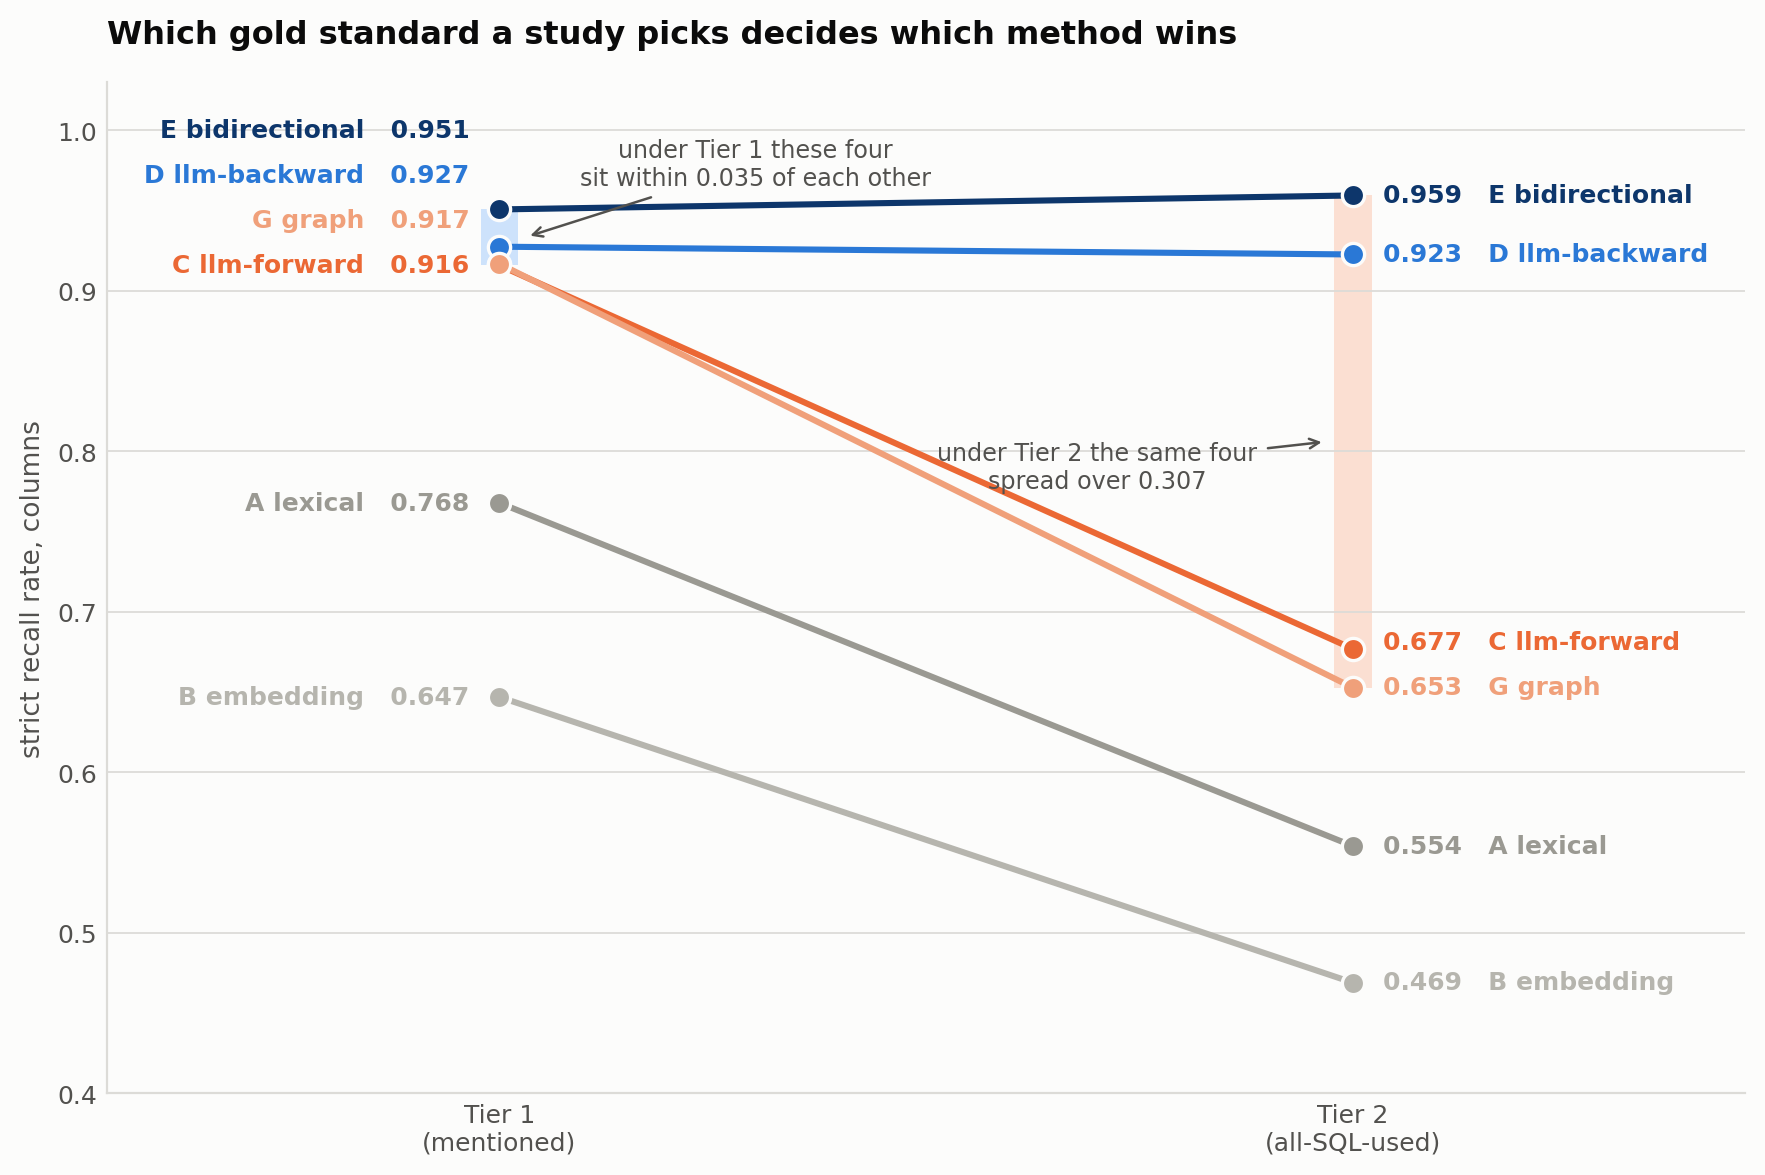 Which gold standard a study picks decides which method wins
strict recall rate, columns
1.0
0.9
0.8
0.7
0.6
0.5
0.4
E bidirectional 0.951
D llm-backward 0.927
G graph 0.917
C llm-forward 0.916
A lexical 0.768
B embedding 0.647
under Tier 1 these four
sit within 0.035 of each other
under Tier 2 the same four
spread over 0.307
0.959 E bidirectional
0.923 D llm-backward
0.677 C llm-forward
0.653 G graph
0.554 A lexical
0.469 B embedding
Tier 1
(mentioned)
Tier 2
(all-SQL-used)